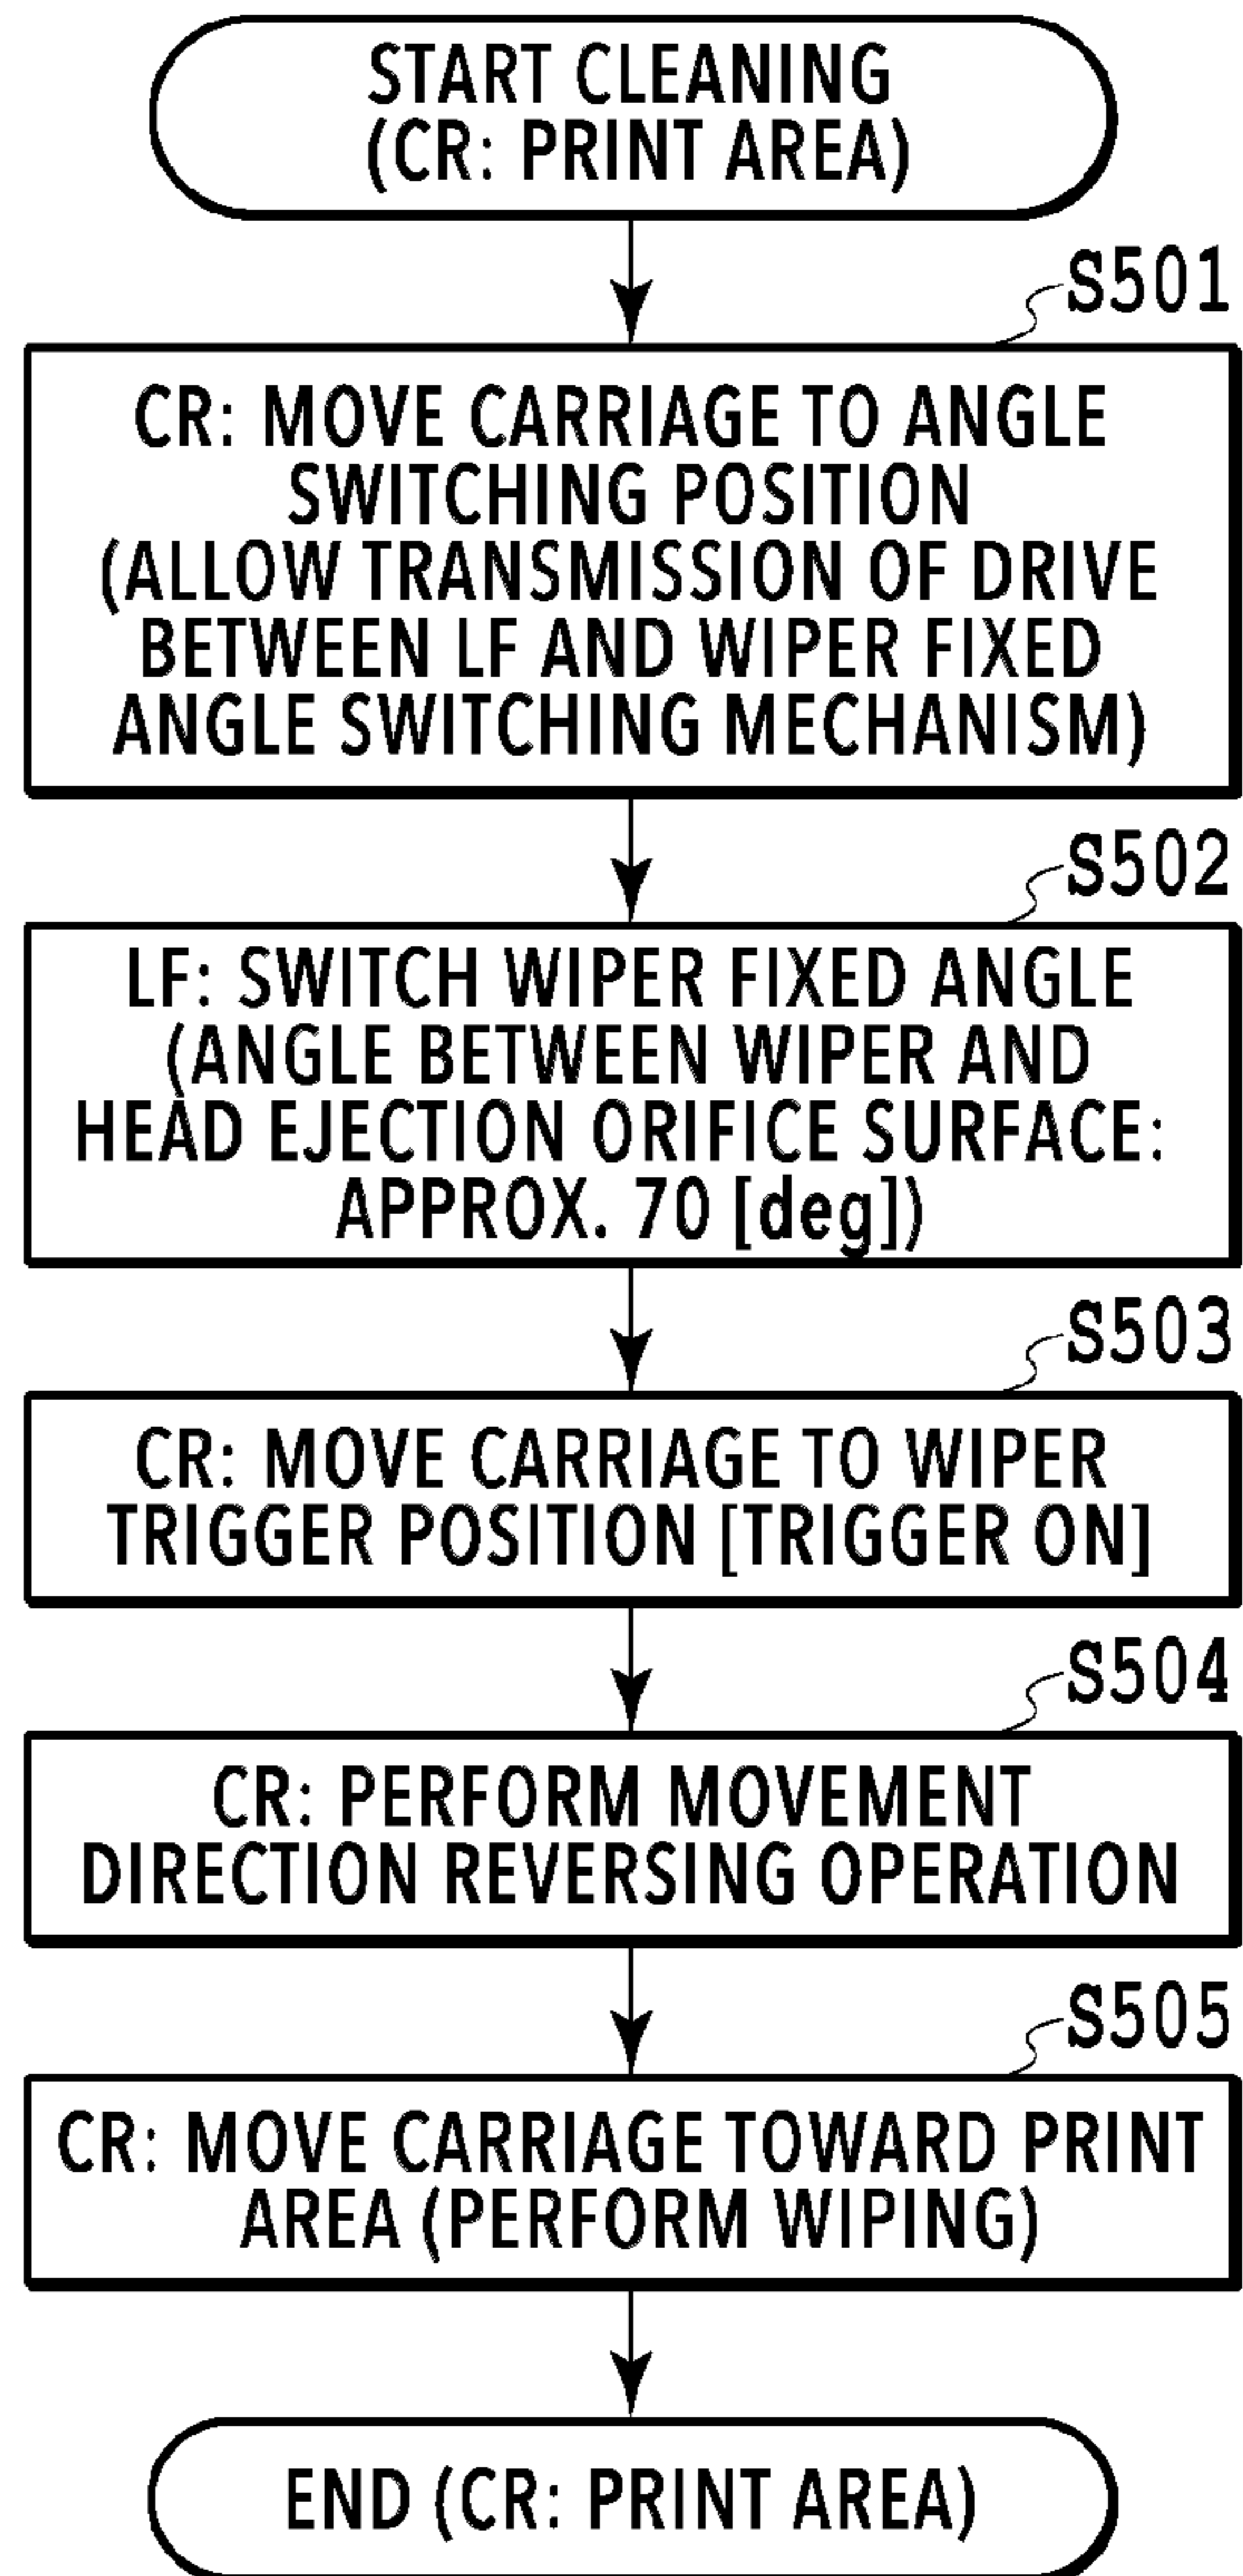 START CLEANING
(CR: PRINT AREA)
S501
CR: MOVE CARRIAGE TO ANGLE
SWITCHING POSITION
(ALLOW TRANSMISSION OF DRIVE
BETWEEN LF AND WIPER FIXED
ANGLE SWITCHING MECHANISM)
S502
LF: SWITCH WIPER FIXED ANGLE
(ANGLE BETWEEN WIPER AND
HEAD EJECTION ORIFICE SURFACE:
APPROX. 70 [deg])
S503
CR: MOVE CARRIAGE TO WIPER
TRIGGER POSITION [TRIGGER ON]
S504
CR: PERFORM MOVEMENT
DIRECTION REVERSING OPERATION
S505
CR: MOVE CARRIAGE TOWARD PRINT
AREA (PERFORM WIPING)
END (CR: PRINT AREA)